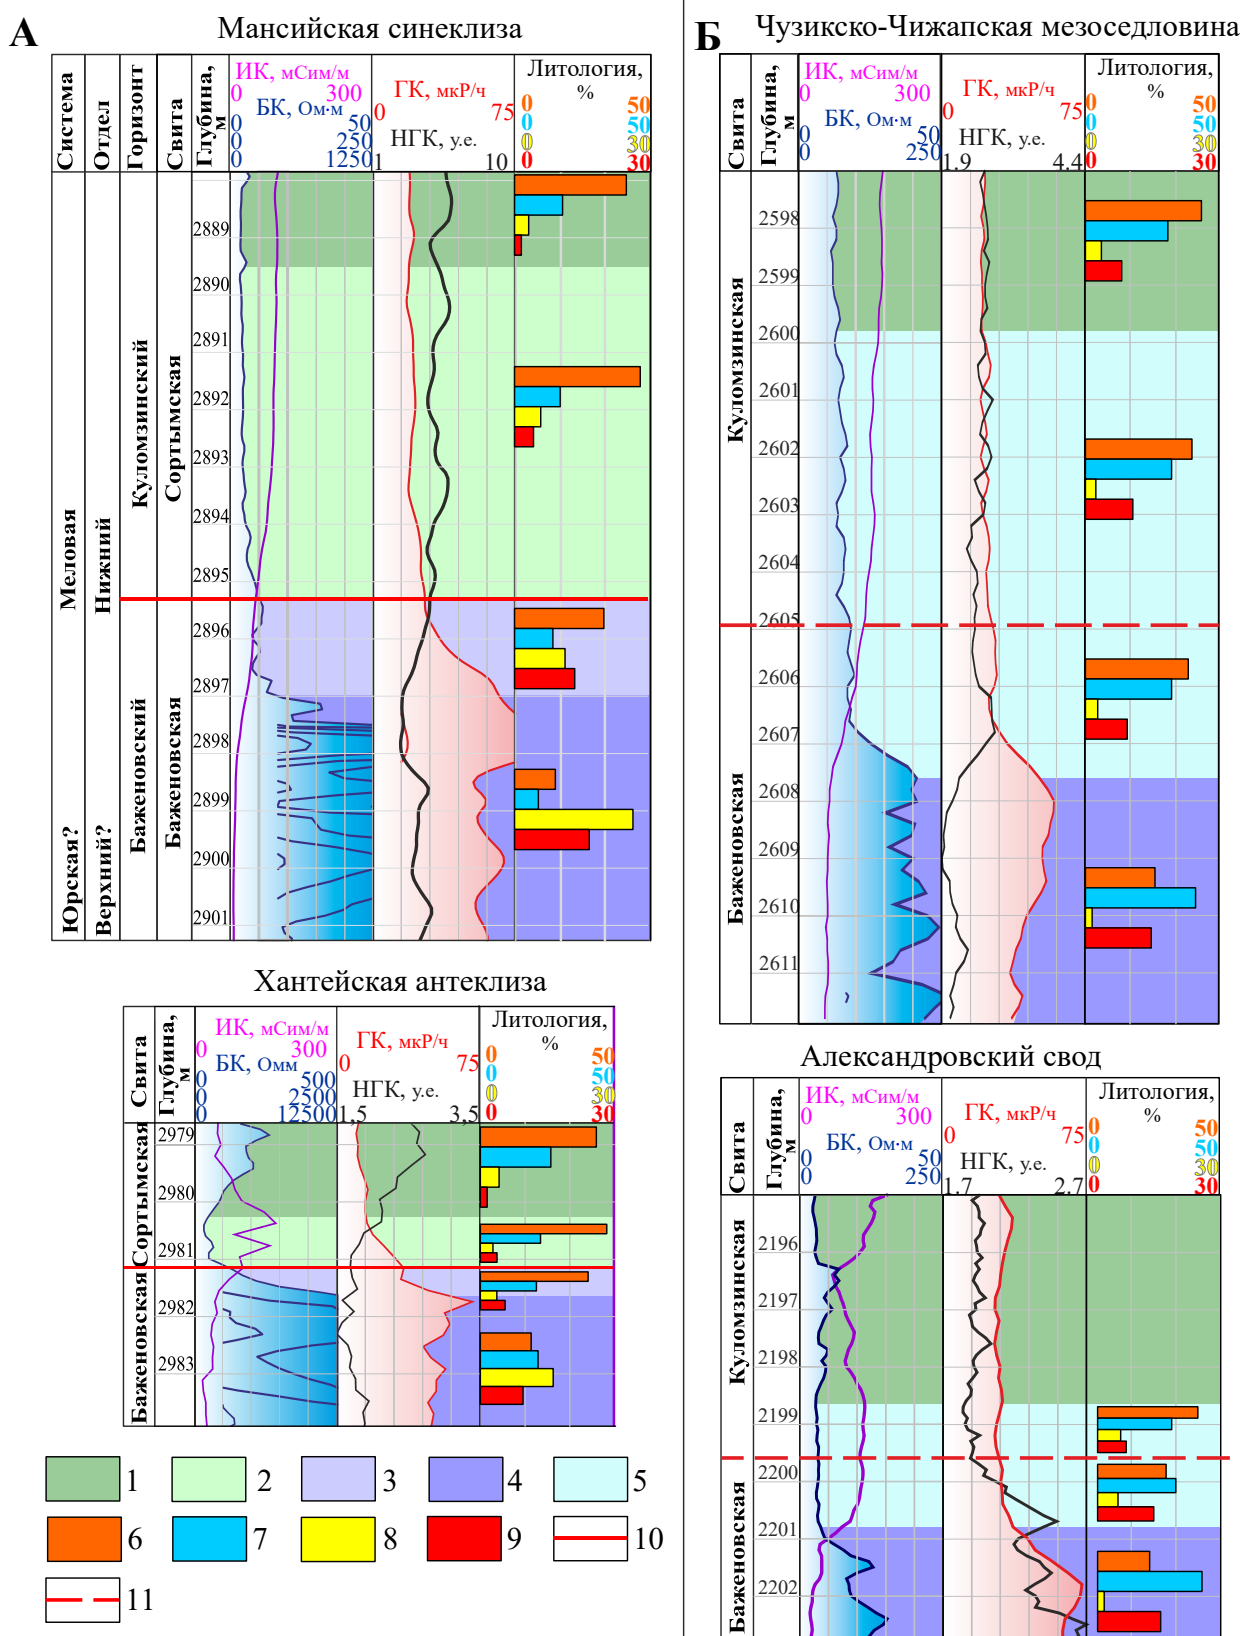 А
Мансийская синеклиза
Система
Отдел
Горизонт
Свита
Глубина, м
ИК, мСим/м
0 300
БК, Ом·м
0 50
0 250
0 1250
ГК, мкР/ч
0 75
НГК, у.е.
1 10
Литология, %
0 50
0 50
0 30
0 30
Меловая
Юрская?
Нижний
Верхний?
Куломзинский
Баженовский
Сортымская
Баженовская
2889
2890
2891
2892
2893
2894
2895
2896
2897
2898
2899
2900
2901
Хантейская антеклиза
Свита
Глубина, м
ИК, мСим/м
0 300
БК, Омм
0 500
0 2500
0 12500
ГК, мкР/ч
0 75
НГК, у.е.
1,5 3,5
Литология, %
0 50
0 50
0 30
0 30
Сортымская
Баженовская
2979
2980
2981
2982
2983
Б
Чузикско-Чижапская мезоседловина
Свита
Глубина, м
ИК, мСим/м
0 300
БК, Ом·м
0 50
0 250
ГК, мкР/ч
0 75
НГК, у.е.
1.9 4.4
Литология, %
0 50
0 50
0 30
0 30
Куломзинская
Баженовская
2598
2599
2600
2601
2602
2603
2604
2605
2606
2607
2608
2609
2610
2611
Александровский свод
Свита
Глубина, м
ИК, мСим/м
0 300
БК, Ом·м
0 50
0 250
ГК, мкР/ч
0 75
НГК, у.е.
1.7 2.7
Литология, %
0 50
0 50
0 30
0 30
Куломзинская
Баженовская
2196
2197
2198
2199
2200
2201
2202
1 2 3 4 5
6 7 8 9 10
11